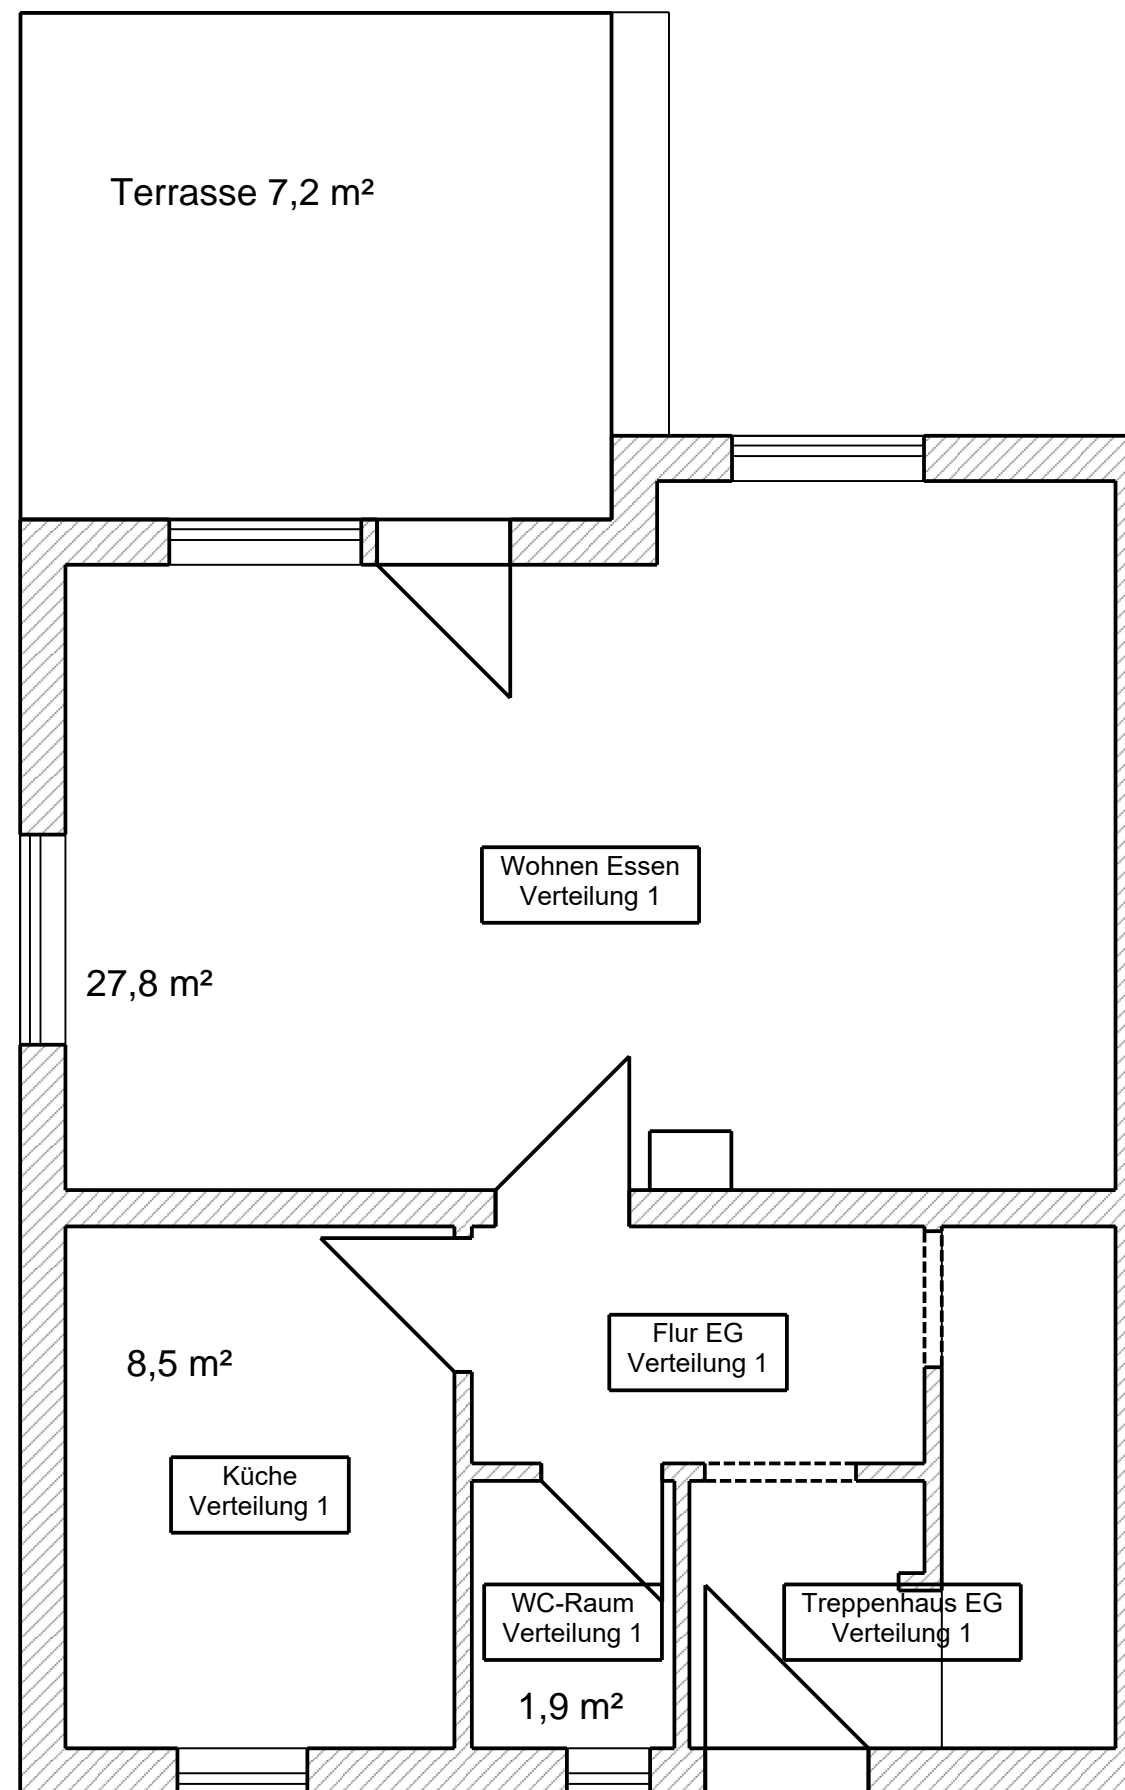 Terrasse 7,2 m²
Wohnen Essen
Verteilung 1
27,8 m²
Flur EG
Verteilung 1
8,5 m²
Küche
Verteilung 1
WC-Raum
Verteilung 1
Treppenhaus EG
Verteilung 1
1,9 m²